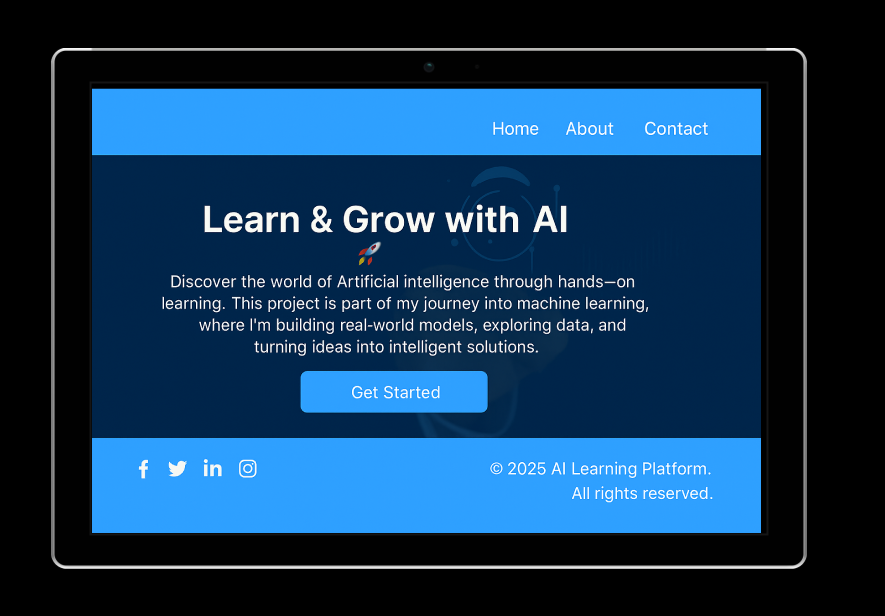 Home About Contact
Learn & Grow with AI
🚀
Discover the world of Artificial intelligence through hands—on
learning. This project is part of my journey into machine learning,
where I'm building real-world models, exploring data, and
turning ideas into intelligent solutions.
Get Started
© 2025 AI Learning Platform.
All rights reserved.